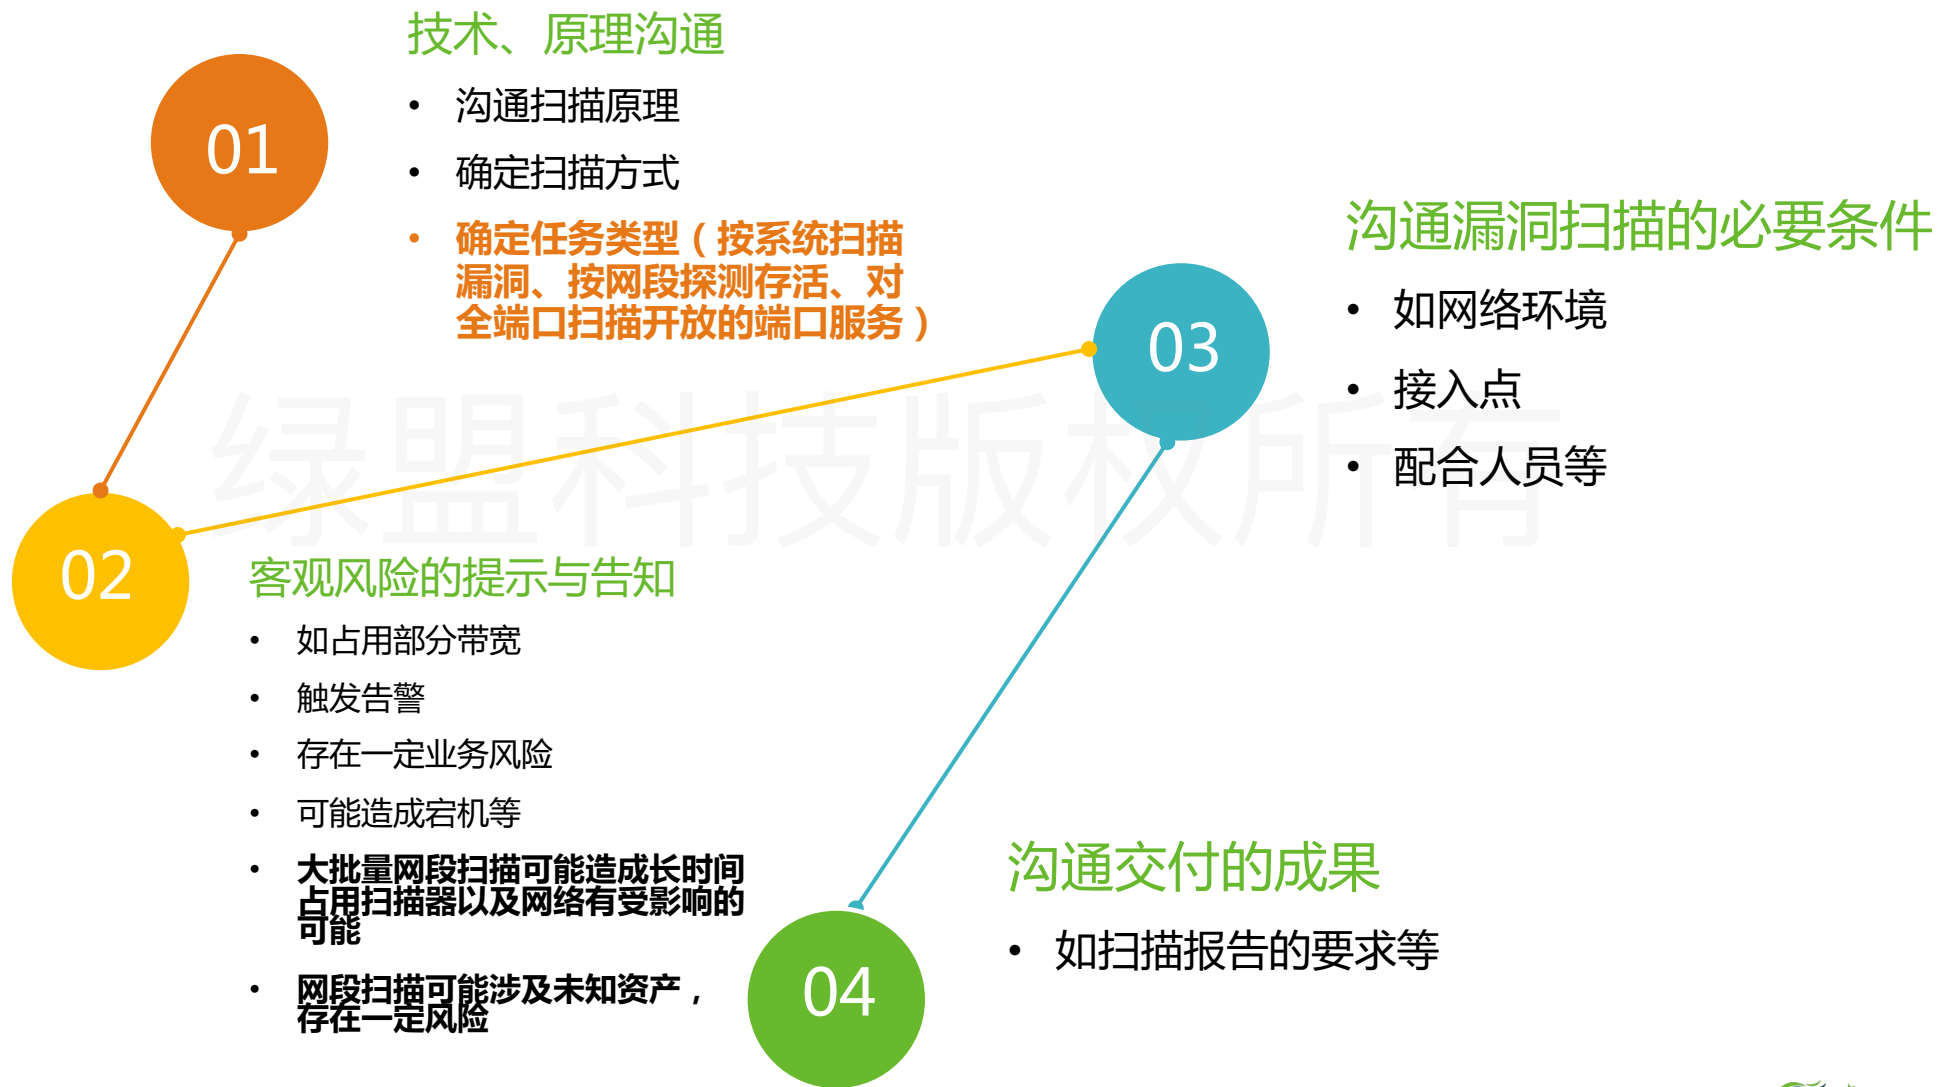 01
技术、原理沟通
• 沟通扫描原理
• 确定扫描方式
• 确定任务类型（按系统扫描
漏洞、按网段探测存活、对
全端口扫描开放的端口服务）
02
客观风险的提示与告知
• 如占用部分带宽
• 触发告警
• 存在一定业务风险
• 可能造成宕机等
• 大批量网段扫描可能造成长时间
占用扫描器以及网络有受影响的
可能
• 网段扫描可能涉及未知资产，
存在一定风险
03
沟通漏洞扫描的必要条件
• 如网络环境
• 接入点
• 配合人员等
04
沟通交付的成果
• 如扫描报告的要求等
绿盟科技版权所有